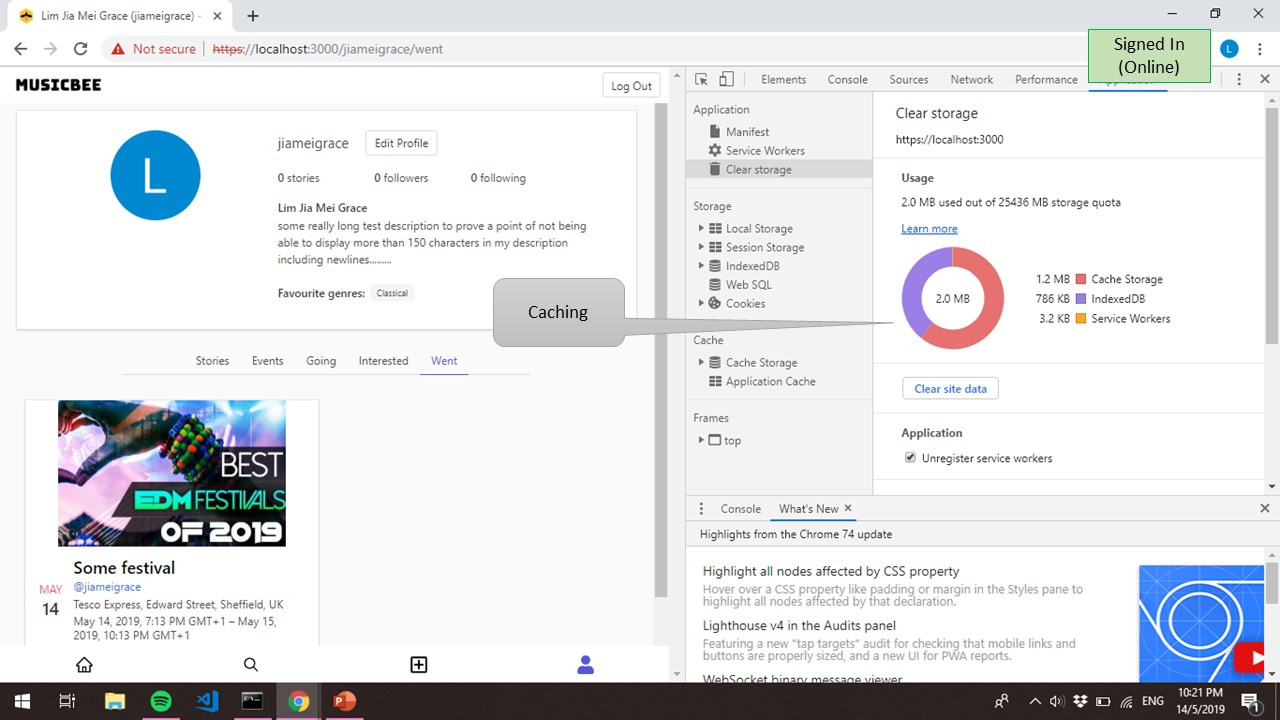 Lim Jia Mei Grace (jiameigrace) -
Not secure
https://localhost:3000/jiameigrace/went
Signed In
(Online)
L
MUSICBEE
Log Out
L
jiameigrace
Edit Profile
0 stories
0 followers
0 following
Lim Jia Mei Grace
some really long test description to prove a point of not being
able to display more than 150 characters in my description
including newlines.........
Favourite genres:
Classical
Caching
Stories
Events
Going
Interested
Went
BEST
EDM FESTIVALS
OF 2019
MAY
14
Some festival
@jiameigrace
Tesco Express, Edward Street, Sheffield, UK
May 14, 2019, 7:13 PM GMT+1 – May 15,
2019, 10:13 PM GMT+1
Elements
Console
Sources
Network
Performance
Application
Manifest
Service Workers
Clear storage
Storage
Local Storage
Session Storage
IndexedDB
Web SQL
Cookies
Cache
Cache Storage
Application Cache
Frames
top
Clear storage
https://localhost:3000
Usage
2.0 MB used out of 25436 MB storage quota
Learn more
2.0 MB
1.2 MB Cache Storage
786 KB IndexedDB
3.2 KB Service Workers
Clear site data
Application
Unregister service workers
Console
What's New
Highlights from the Chrome 74 update
Highlight all nodes affected by CSS property
Hover over a CSS property like padding or margin in the Styles pane to
highlight all nodes affected by that declaration.
Lighthouse v4 in the Audits panel
Featuring a new "tap targets" audit for checking that mobile links and
buttons are properly sized, and a new UI for PWA reports.
WebSocket binary message viewer
ENG
10:21 PM
14/5/2019
1